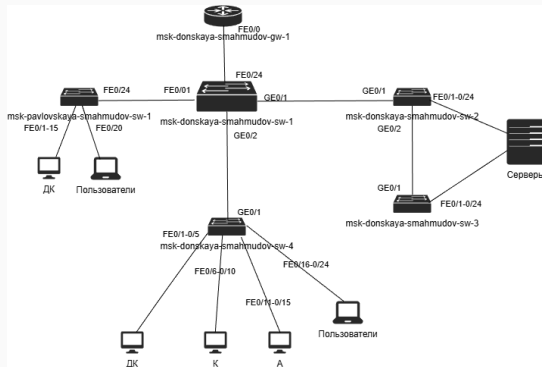 FE0/0
msk-donskaya-smahmudov-gw-1
FE0/24
FE0/24
FE0/01
GE0/1
GE0/1
FE0/1-0/24
msk-pavlovskaya-smahmudov-sw-1
msk-donskaya-smahmudov-sw-1
msk-donskaya-smahmudov-sw-2
FE0/1-15
FE0/20
GE0/2
GE0/2
ДК
Пользователи
Серверы
GE0/1
FE0/1-0/24
msk-donskaya-smahmudov-sw-3
GE0/1
FE0/1-0/5
msk-donskaya-smahmudov-sw-4
FE0/6-0/10
FE0/16-0/24
FE0/11-0/15
Пользователи
ДК
К
А